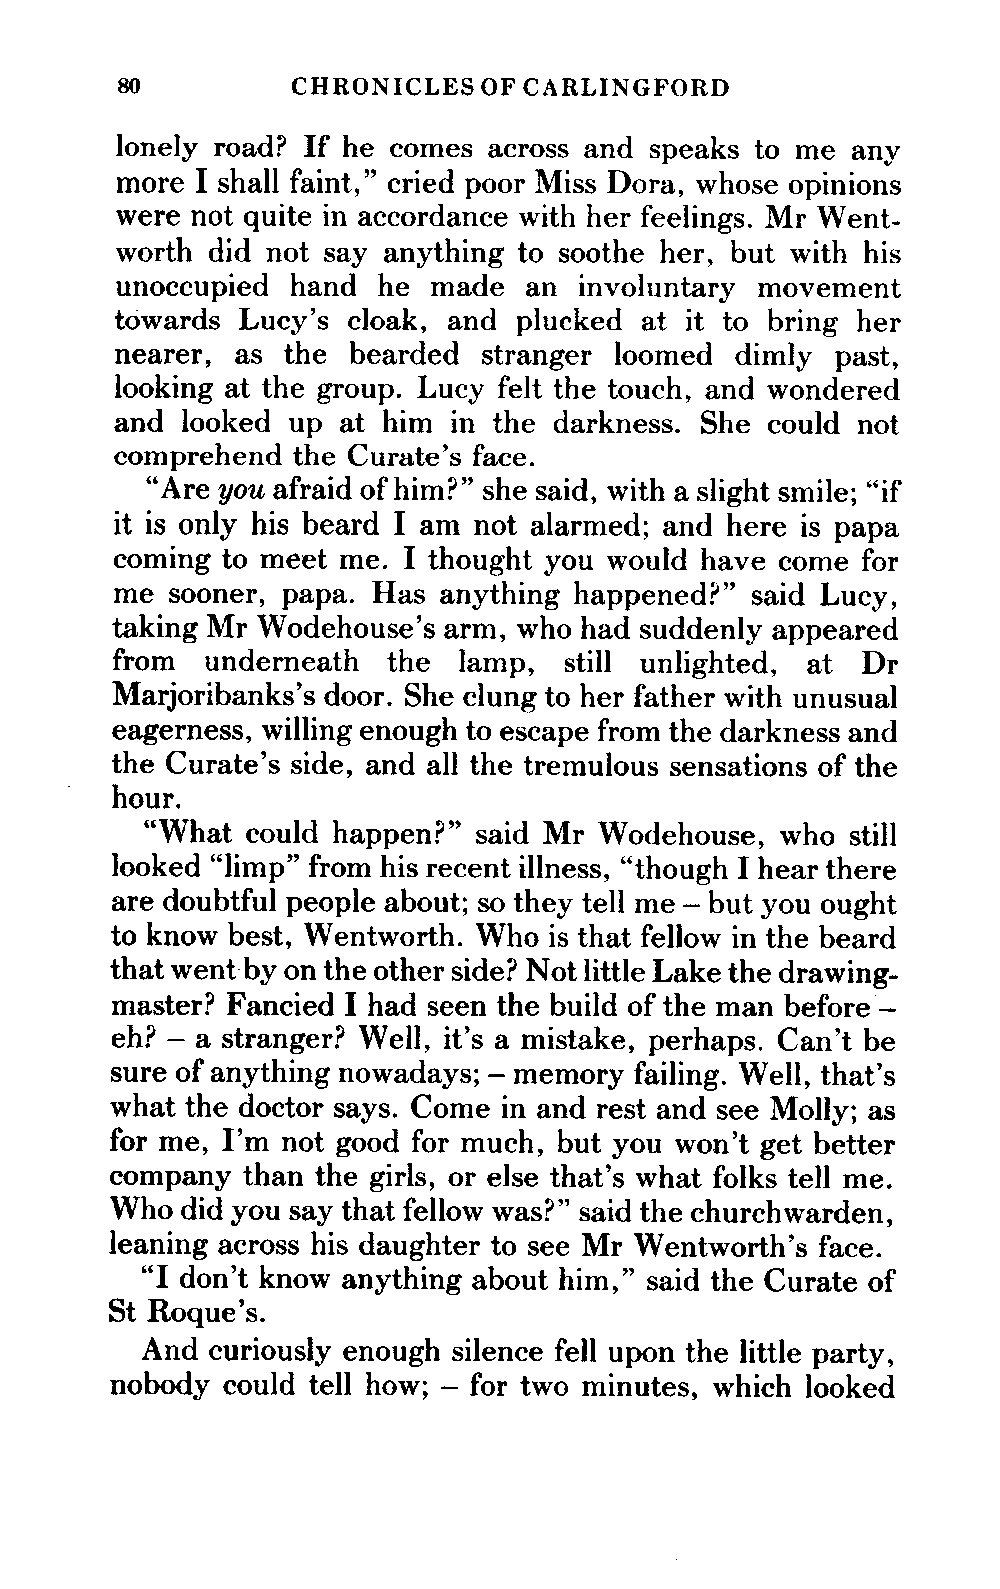 80 CHRONICLES OF CARLINGFORD
lonely road? If he comes across and speaks to me any
more I shall faint,” cried poor Miss Dora, whose opinions
were not quite in accordance with her feelings. Mr Went-
worth did not say anything to soothe her, but with his
unoccupied hand he made an involuntary movement
towards Lucy’s cloak, and plucked at it to bring her
nearer, as the bearded stranger loomed dimly past,
looking at the group. Lucy felt the touch, and wondered
and looked up at him in the darkness. She could not
comprehend the Curate’s face.
“Are you afraid of him?” she said, with a slight smile; “if
it is only his beard I am not alarmed; and here is papa
coming to meet me. I thought you would have come for
me sooner, papa. Has anything happened?” said Lucy,
taking Mr Wodehouse’s arm, who had suddenly appeared
from underneath the lamp, still unlighted, at Dr
Marjoribanks’s door. She clung to her father with unusual
eagerness, willing enough to escape from the darkness and
the Curate’s side, and all the tremulous sensations of the
hour.
“What could happen?” said Mr Wodehouse, who still
looked “limp” from his recent illness, “though I hear there
are doubtful people about; so they tell me – but you ought
to know best, Wentworth. Who is that fellow in the beard
that went by on the other side? Not little Lake the drawing-
master? Fancied I had seen the build of the man before –
eh? – a stranger? Well, it’s a mistake, perhaps. Can’t be
sure of anything nowadays; – memory failing. Well, that’s
what the doctor says. Come in and rest and see Molly; as
for me, I’m not good for much, but you won’t get better
company than the girls, or else that’s what folks tell me.
Who did you say that fellow was?” said the churchwarden,
leaning across his daughter to see Mr Wentworth’s face.
“I don’t know anything about him,” said the Curate of
St Roque’s.
And curiously enough silence fell upon the little party,
nobody could tell how; – for two minutes, which looked